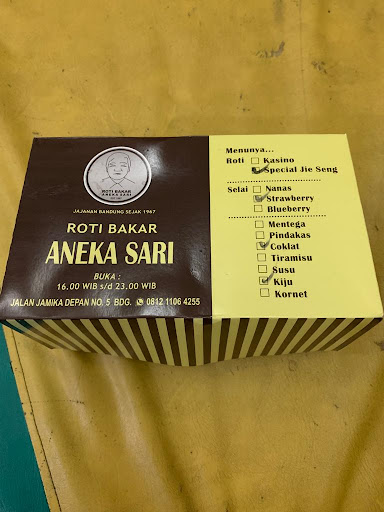 ROTI BAKAR
ANEKA SARI
JAJANAN BANDUNG SEJAK 1967
ROTI BAKAR
ANEKA SARI
BUKA :
16.00 WIB s/d 23.00 WIB
JALAN JAMIKA DEPAN NO. 5 BDG. 0812 1106 4255
Menunya...
Roti Kasino
Special Jie Seng
Selai Nanas
Strawberry
Blueberry
Mentega
Pindakas
Coklat
Tiramisu
Susu
Kiju
Kornet